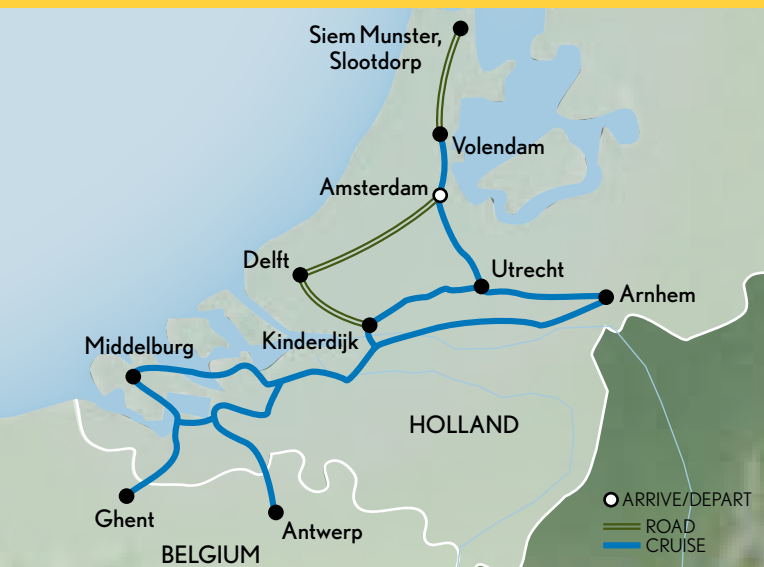 Siem Munster,
Slootdorp
Volendam
Amsterdam
Delft
Utrecht
Arnhem
Kinderdijk
Middelburg
HOLLAND
Ghent
Antwerp
BELGIUM
ARRIVE/DEPART
ROAD
CRUISE